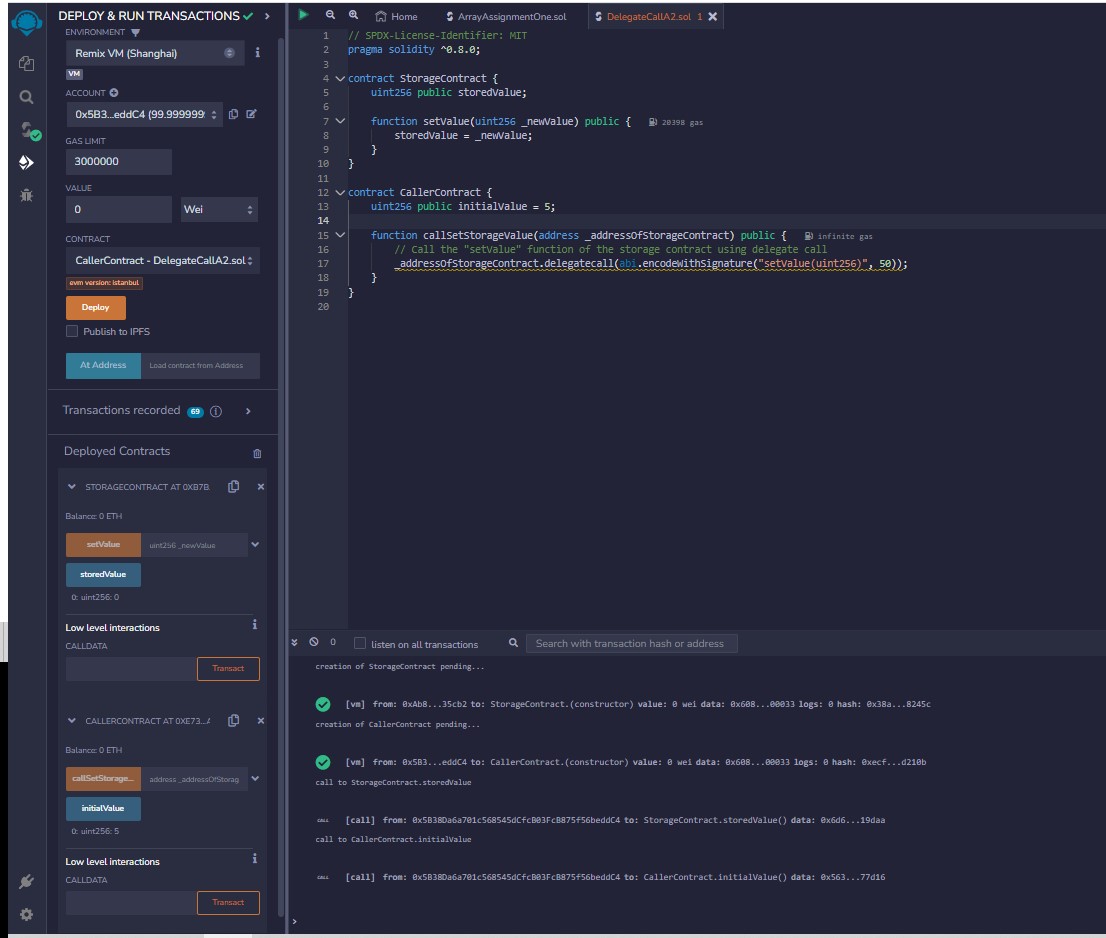 DEPLOY & RUN TRANSACTIONS
ENVIRONMENT
Remix VM (Shanghai)
VM
ACCOUNT
0x5B3...eddC4 (99.999999
GAS LIMIT
3000000
VALUE
0
Wei
CONTRACT
CallerContract - DelegateCallA2.sol
evm version: istanbul
Deploy
Publish to IPFS
At Address
Load contract from Address
Transactions recorded 69
Deployed Contracts
STORAGECONTRACT AT 0XB7B
Balance: 0 ETH
setValue
uint256 _newValue
storedValue
0: uint256: 0
Low level interactions
CALLDATA
Transact
CALLERCONTRACT AT 0XE73...
Balance: 0 ETH
callSetStorage...
address _addressOfStorag
initialValue
0: uint256: 5
Low level interactions
CALLDATA
Transact
Home
ArrayAssignmentOne.sol
DelegateCallA2.sol 1
1 // SPDX-License-Identifier: MIT
2 pragma solidity ^0.8.0;
3
4 contract StorageContract {
5 uint256 public storedValue;
6
7 function setValue(uint256 _newValue) public { 20398 gas
8 storedValue = _newValue;
9 }
10 }
11
12 contract CallerContract {
13 uint256 public initialValue = 5;
14
15 function callSetStorageValue(address _addressOfStorageContract) public { infinite gas
16 // Call the "setValue" function of the storage contract using delegate call
17 _addressOfStorageContract.delegatecall(abi.encodeWithSignature("setValue(uint256)", 50));
18 }
19 }
20
0
listen on all transactions
Search with transaction hash or address
creation of StorageContract pending...
[vm] from: 0xAb8...35cb2 to: StorageContract.(constructor) value: 0 wei data: 0x608...00033 logs: 0 hash: 0x38a...8245c
creation of CallerContract pending...
[vm] from: 0x5B3...eddC4 to: CallerContract.(constructor) value: 0 wei data: 0x608...00033 logs: 0 hash: 0xecf...d210b
call to StorageContract.storedValue
CALL [call] from: 0x5B38Da6a701c568545dCfcB03FcB875f56beddC4 to: StorageContract.storedValue() data: 0x6d6...19daa
call to CallerContract.initialValue
CALL [call] from: 0x5B38Da6a701c568545dCfcB03FcB875f56beddC4 to: CallerContract.initialValue() data: 0x563...77d16
>